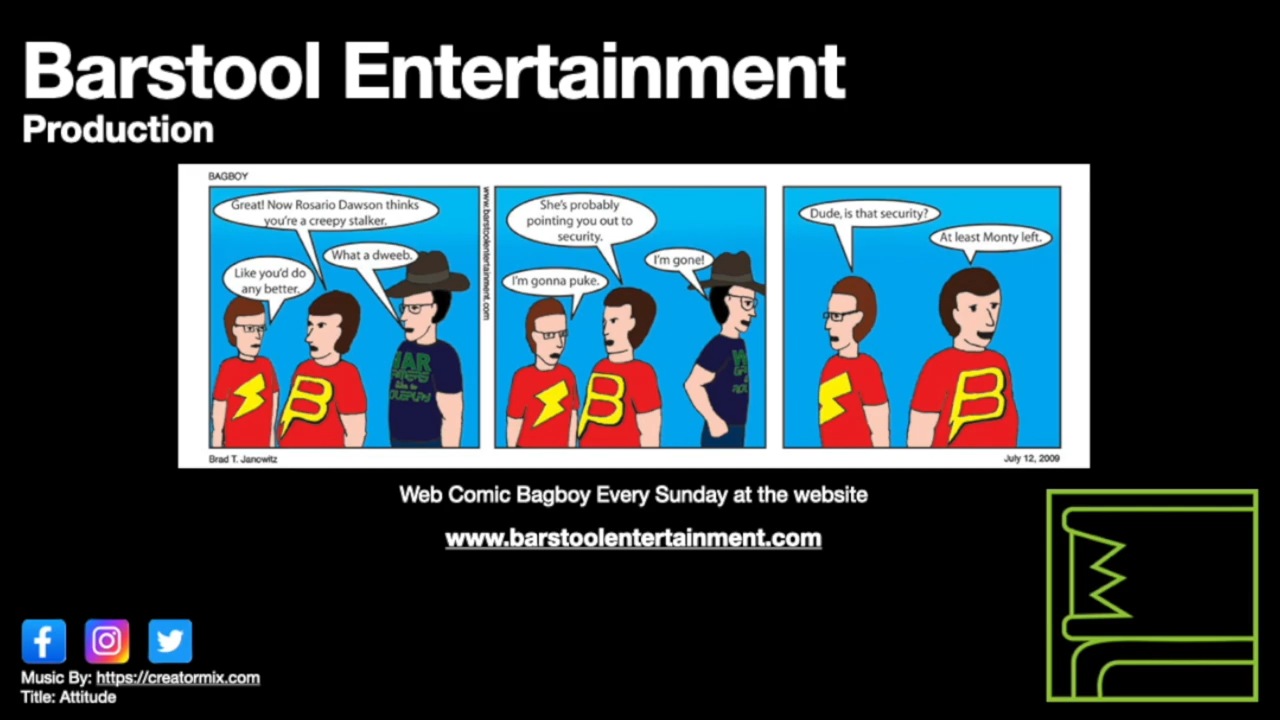 Barstool Entertainment
Production
BAGBOY
Great! Now Rosario Dawson thinks
you're a creepy stalker.
What a dweeb.
Like you'd do
any better.
www.barstoolentertainment.com
She's probably
pointing you out to
security.
I'm gone!
I'm gonna puke.
Dude, is that security?
At least Monty left.
Brad T. Janowitz
July 12, 2009
Web Comic Bagboy Every Sunday at the website
www.barstoolentertainment.com
Music By: https://creatormix.com
Title: Attitude